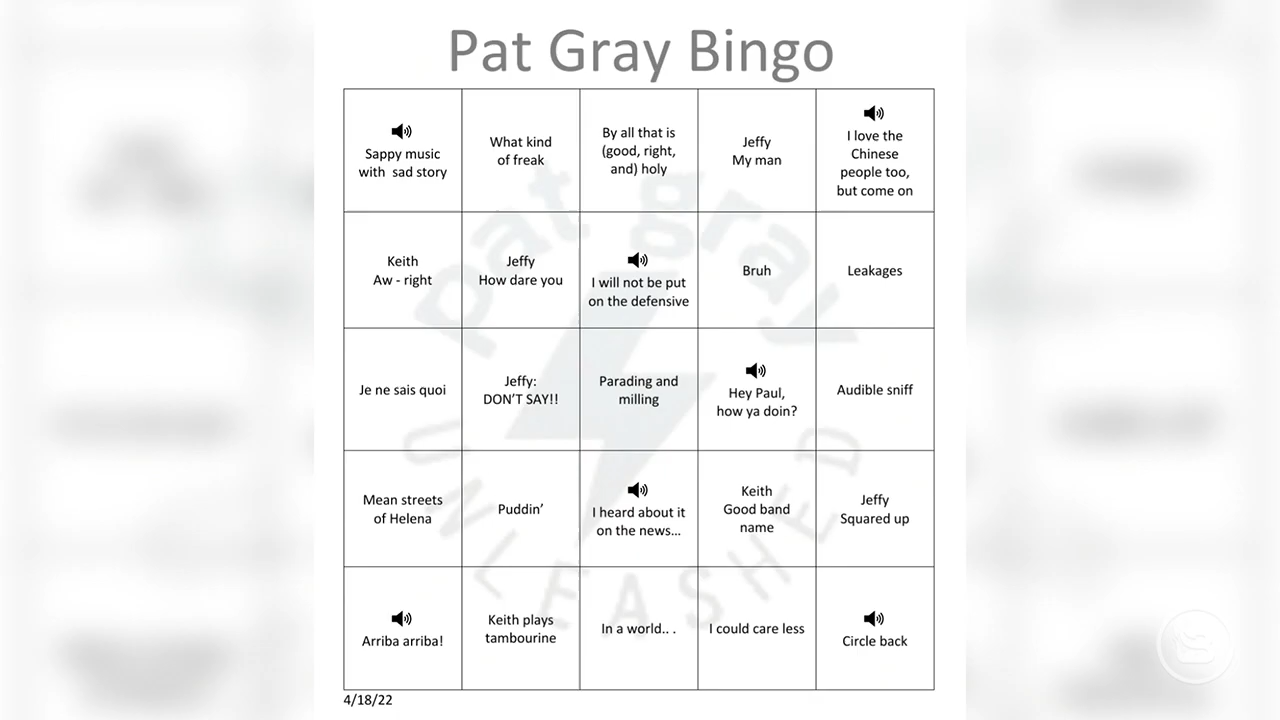 Pat Gray Bingo
Sappy music
with sad story
What kind
of freak
By all that is
(good, right,
and) holy
Jeffy
My man
I love the
Chinese
people too,
but come on
Keith
Aw - right
Jeffy
How dare you
I will not be put
on the defensive
Bruh
Leakages
Je ne sais quoi
Jeffy:
DON'T SAY!!
Parading and
milling
Hey Paul,
how ya doin?
Audible sniff
Mean streets
of Helena
Puddin'
I heard about it
on the news…
Keith
Good band
name
Jeffy
Squared up
Arriba arriba!
Keith plays
tambourine
In a world.. .
I could care less
Circle back
pat gray
UNLEASHED
4/18/22